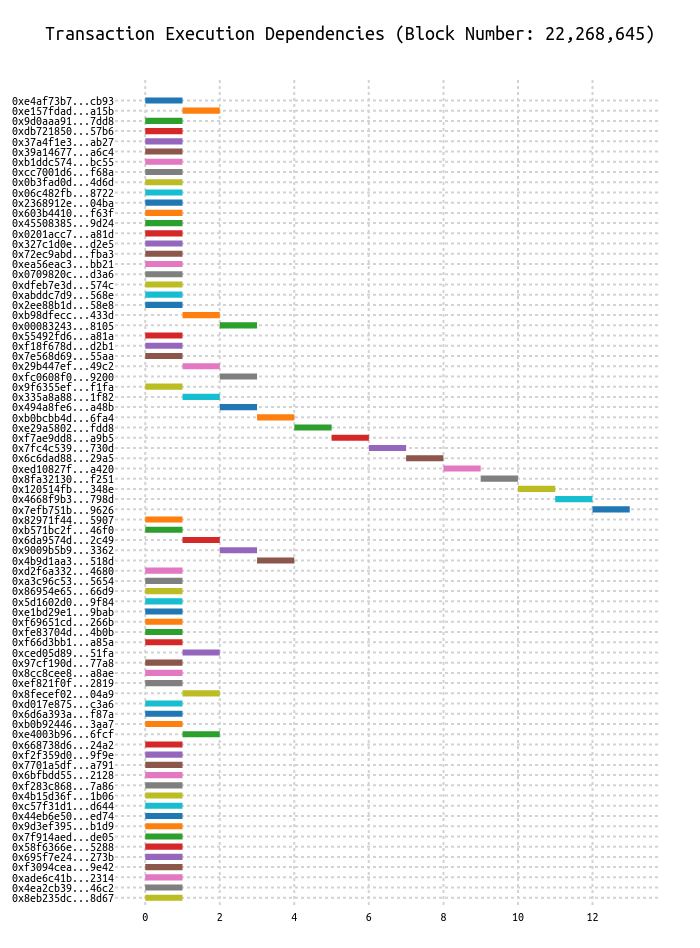 Transaction Execution Dependencies (Block Number: 22,268,645)
0xe4af73b7...cb93
0xe157fdad...a15b
0x9d0aaa91...7dd8
0xdb721850...57b6
0x37a4f1e3...ab27
0x39a14677...a6c4
0xb1ddc574...bc55
0xcc7001d6...f68a
0x0b3fad0d...4d6d
0x06c482fb...8722
0x2368912e...04ba
0x603b4410...f63f
0x45508385...9d24
0x0201acc7...a81d
0x327c1d0e...d2e5
0x72ec9abd...fba3
0xea56eac3...bb21
0x0709820c...d3a6
0xdfeb7e3d...574c
0xabddc7d9...568e
0x2ee88b1d...58e8
0xb98dfecc...433d
0x00083243...8105
0x55492fd6...a81a
0xf18f678d...d2b1
0x7e568d69...55aa
0x29b447ef...49c2
0xfc0608f0...9200
0x9f6355ef...f1fa
0x335a8a88...1f82
0x494a8fe6...a48b
0xb0bcbb4d...6fa4
0xe29a5802...fdd8
0xf7ae9dd8...a9b5
0x7fc4c539...730d
0x6c6dad88...29a5
0xed10827f...a420
0x8fa32130...f251
0x120514fb...348e
0x4668f9b3...798d
0x7efb751b...9626
0x82971f44...5907
0xb571bc2f...46f0
0x6da9574d...2c49
0x9009b5b9...3362
0x4b9d1aa3...518d
0xd2f6a332...4680
0xa3c96c53...5654
0x86954e65...66d9
0x5d1602d0...9f84
0xe1bd29e1...9bab
0xf69651cd...266b
0xfe83704d...4b0b
0xf66d3bb1...a85a
0xced05d89...51fa
0x97cf190d...77a8
0x8cc8cee8...a8ae
0xef821f0f...2819
0x8fecef02...04a9
0xd017e875...c3a6
0x6d6a393a...f87a
0xb0b92446...3aa7
0xe4003b96...6fcf
0x668738d6...24a2
0xf2f359d0...9f9e
0x7701a5df...a791
0x6bfbdd55...2128
0xf283c868...7a86
0x4b15d36f...1b06
0xc57f31d1...d644
0x44eb6e50...ed74
0x9d3ef395...b1d9
0x7f914aed...de05
0x58f6366e...5288
0x695f7e24...273b
0xf3094cea...9e42
0xade6c41b...2314
0x4ea2cb39...46c2
0x8eb235dc...8d67
0 2 4 6 8 10 12